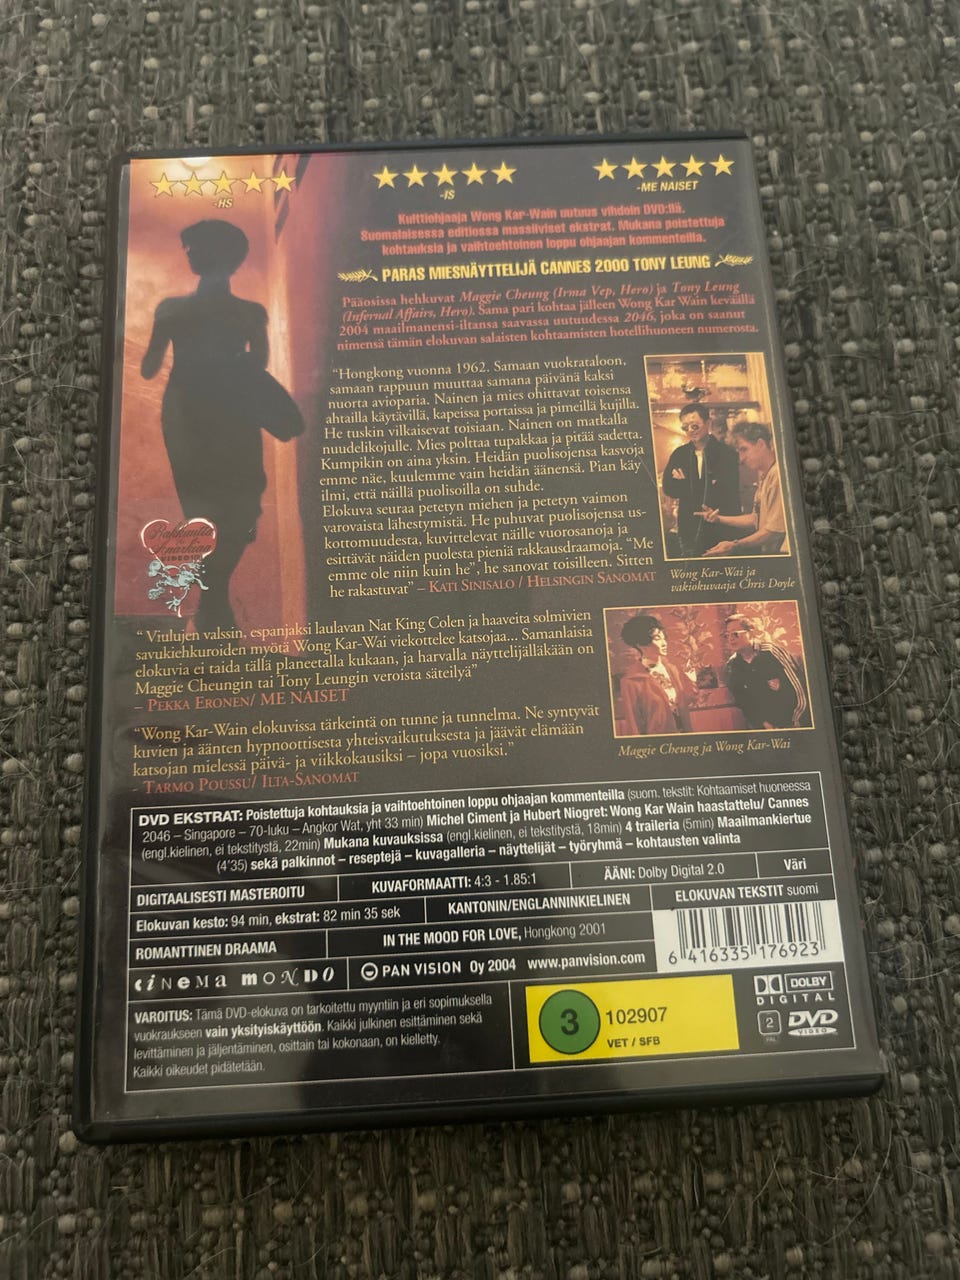 -HS
-IS
-ME NAISET
Kulttiohjaaja Wong Kar-Wain uutuus vihdoin DVD:llä.
Suomalaisessa editiossa massiiviset ekstrat. Mukana poistettuja
kohtauksia ja vaihtoehtoinen loppu ohjaajan kommenteilla.
PARAS MIESNÄYTTELIJÄ CANNES 2000 TONY LEUNG
Pääosissa hehkuvat Maggie Cheung (Irma Vep, Hero) ja Tony Leung
(Infernal Affairs, Hero). Sama pari kohtaa jälleen Wong Kar Wain keväällä
2004 maailmanensi-iltansa saavassa uutuudessa 2046, joka on saanut
nimensä tämän elokuvan salaisten kohtaamisten hotellihuoneen numerosta.
"Hongkong vuonna 1962. Samaan vuokrataloon,
samaan rappuun muuttaa samana päivänä kaksi
nuorta avioparia. Nainen ja mies ohittavat toisensa
ahtailla käytävillä, kapeissa portaissa ja pimeillä kujilla.
He tuskin vilkaisevat toisiaan. Nainen on matkalla
nuudelikojulle. Mies polttaa tupakkaa ja pitää sadetta.
Kumpikin on aina yksin. Heidän puolisojensa kasvoja
emme näe, kuulemme vain heidän äänensä. Pian käy
ilmi, että näillä puolisoilla on suhde.
Elokuva seuraa petetyn miehen ja petetyn vaimon
varovaista lähestymistä. He puhuvat puolisojensa us-
kottomuudesta, kuvittelevat näille vuorosanoja ja
esittävät näiden puolesta pieniä rakkausdraamoja. "Me
emme ole niin kuin he", he sanovat toisilleen. Sitten
he rakastuvat" – KATI SINISALO / HELSINGIN SANOMAT
Wong Kar-Wai ja
vakiokuvaaja Chris Doyle
Rakkautta
& Anarkiaa
VIDEO
"Viulujen valssin, espanjaksi laulavan Nat King Colen ja haaveita solmivien
savukiehkuroiden myötä Wong Kar-Wai viekottelee katsojaa... Samanlaisia
elokuvia ei taida tällä planeetalla kukaan, ja harvalla näyttelijälläkään on
Maggie Cheungin tai Tony Leungin veroista säteilyä"
– PEKKA ERONEN/ ME NAISET
Maggie Cheung ja Wong Kar-Wai
"Wong Kar-Wain elokuvissa tärkeintä on tunne ja tunnelma. Ne syntyvät
kuvien ja äänten hypnoottisesta yhteisvaikutuksesta ja jäävät elämään
katsojan mielessä päivä- ja viikkokausiksi – jopa vuosiksi."
- TARMO POUSSU/ ILTA-SANOMAT
DVD EKSTRAT: Poistettuja kohtauksia ja vaihtoehtoinen loppu ohjaajan kommenteilla (suom. tekstit: Kohtaamiset huoneessa
2046 – Singapore – 70-luku – Angkor Wat, yht 33 min) Michel Ciment ja Hubert Niogret: Wong Kar Wain haastattelu/ Cannes
(engl.kielinen, ei tekstitystä, 22min) Mukana kuvauksissa (engl.kielinen, ei tekstitystä, 18min) 4 traileria (5min) Maailmankiertue
(4'35) sekä palkinnot – reseptejä – kuvagalleria – näyttelijät – työryhmä – kohtausten valinta
DIGITAALISESTI MASTEROITU
KUVAFORMAATTI: 4:3 - 1.85:1
ÄÄNI: Dolby Digital 2.0
Väri
Elokuvan kesto: 94 min, ekstrat: 82 min 35 sek
KANTONIN/ENGLANNINKIELINEN
ELOKUVAN TEKSTIT suomi
ROMANTTINEN DRAAMA
IN THE MOOD FOR LOVE, Hongkong 2001
6 416335 176923
CINEMA MONDO
PAN VISION Oy 2004 www.panvision.com
VAROITUS: Tämä DVD-elokuva on tarkoitettu myyntiin ja eri sopimuksella
vuokraukseen vain yksityiskäyttöön. Kaikki julkinen esittäminen sekä
levittäminen ja jäljentäminen, osittain tai kokonaan, on kielletty.
Kaikki oikeudet pidätetään.
3
102907
VET / SFB
DOLBY
DIGITAL
2
PAL
DVD
VIDEO